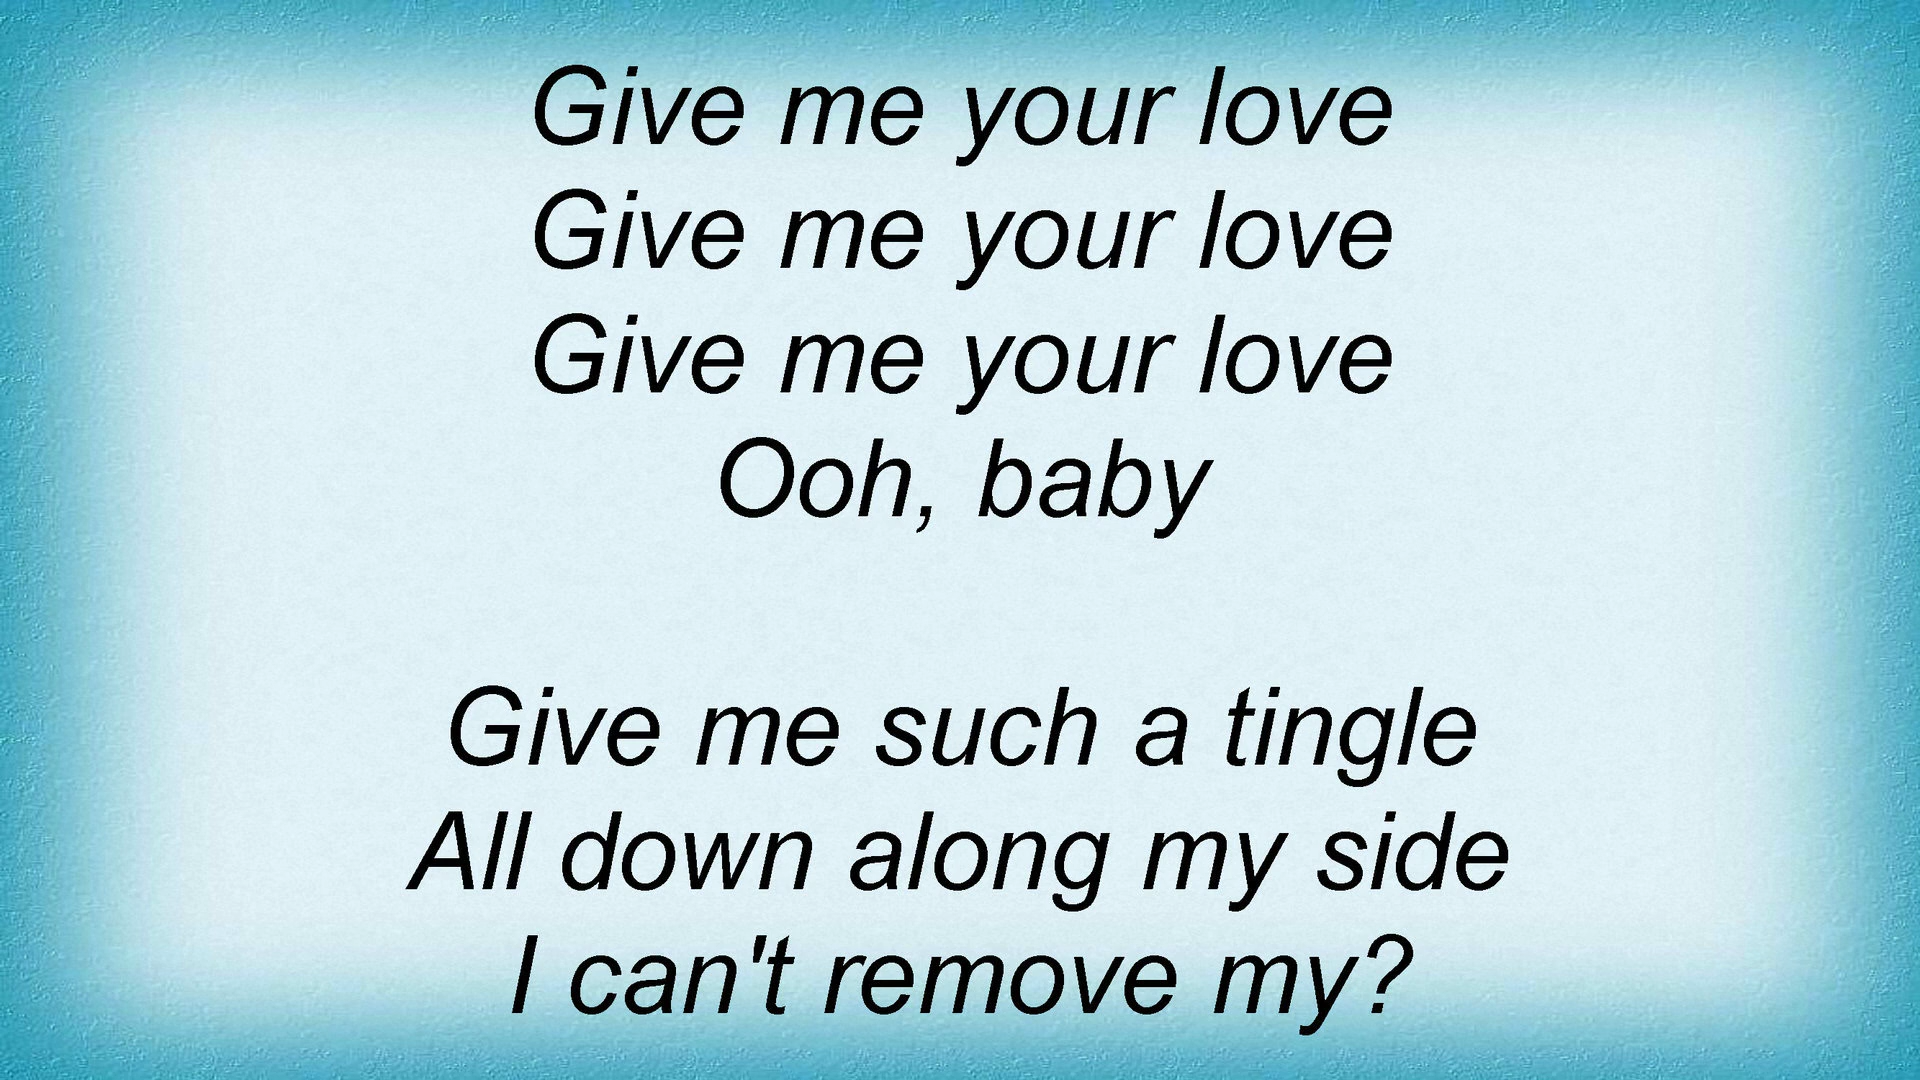 Give me your love
Give me your love
Give me your love
Ooh, baby
Give me such a tingle
All down along my side
I can't remove my?